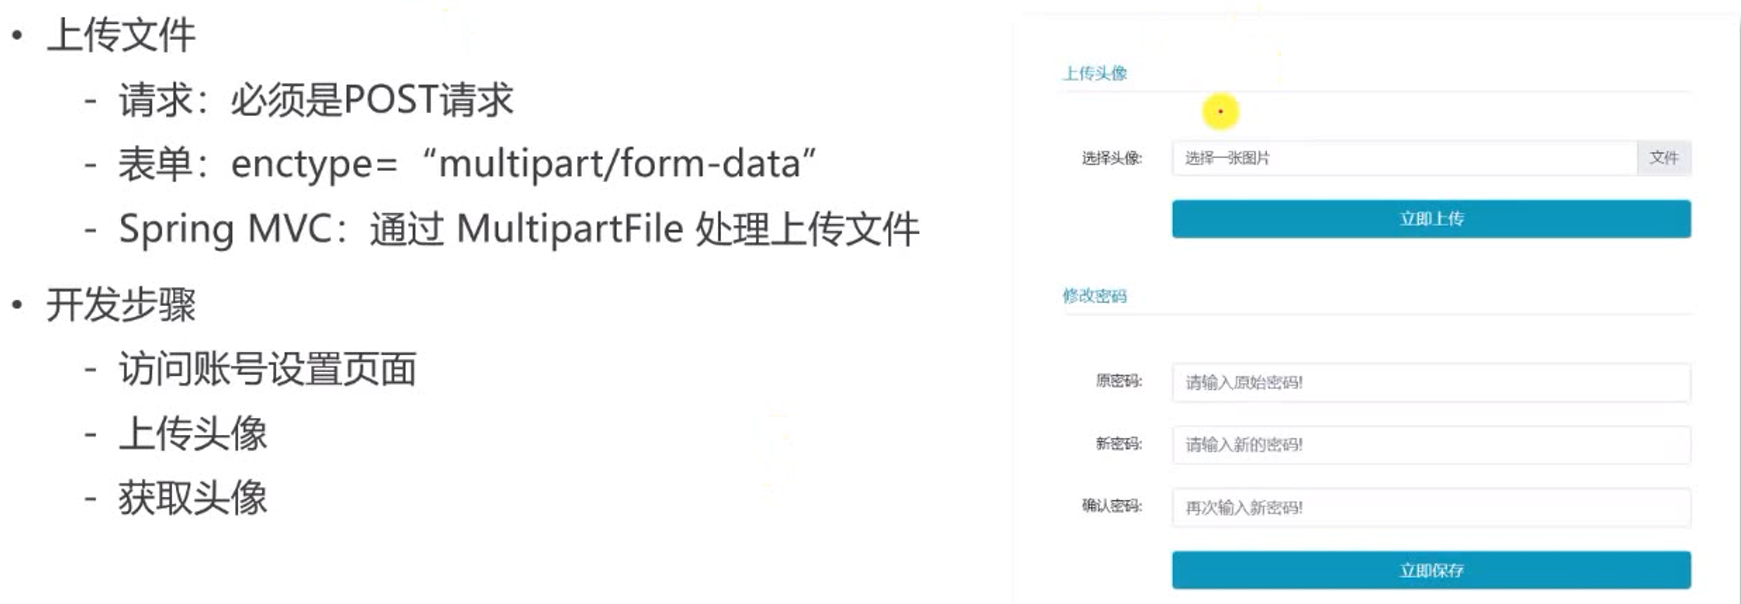 • 上传文件
- 请求：必须是POST请求
- 表单：enctype=“multipart/form-data”
- Spring MVC：通过 MultipartFile 处理上传文件
• 开发步骤
- 访问账号设置页面
- 上传头像
- 获取头像
上传头像
选择头像: 选择一张图片 文件
立即上传
修改密码
原密码: 请输入原始密码!
新密码: 请输入新的密码!
确认密码: 再次输入新密码!
立即保存